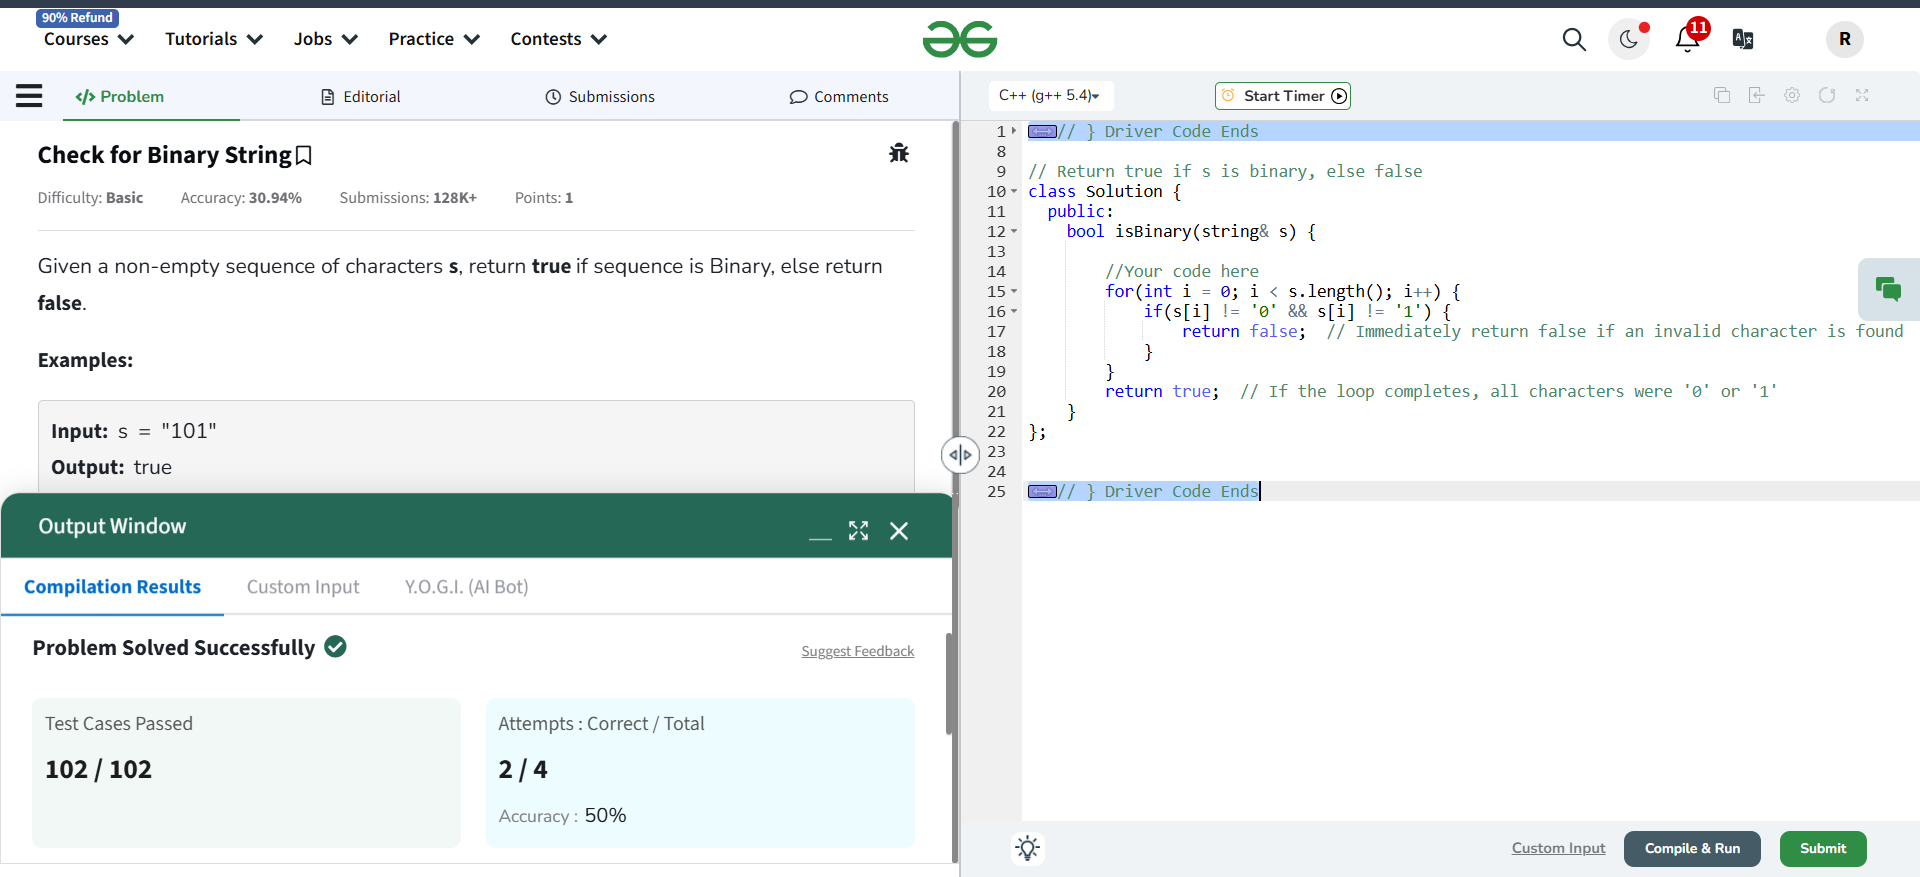 90% Refund
Courses
Tutorials
Jobs
Practice
Contests
11
R
Problem
Editorial
Submissions
Comments
Check for Binary String
Difficulty: Basic
Accuracy: 30.94%
Submissions: 128K+
Points: 1
Given a non-empty sequence of characters s, return true if sequence is Binary, else return
false.
Examples:
Input: s = "101"
Output: true
Output Window
Compilation Results
Custom Input
Y.O.G.I. (AI Bot)
Problem Solved Successfully
Suggest Feedback
Test Cases Passed
102 / 102
Attempts : Correct / Total
2 / 4
Accuracy : 50%
C++ (g++ 5.4)
Start Timer
1 // } Driver Code Ends
8
9 // Return true if s is binary, else false
10 class Solution {
11 public:
12 bool isBinary(string& s) {
13
14 //Your code here
15 for(int i = 0; i < s.length(); i++) {
16 if(s[i] != '0' && s[i] != '1') {
17 return false; // Immediately return false if an invalid character is found
18 }
19 }
20 return true; // If the loop completes, all characters were '0' or '1'
21 }
22 };
23
24
25 // } Driver Code Ends
Custom Input
Compile & Run
Submit